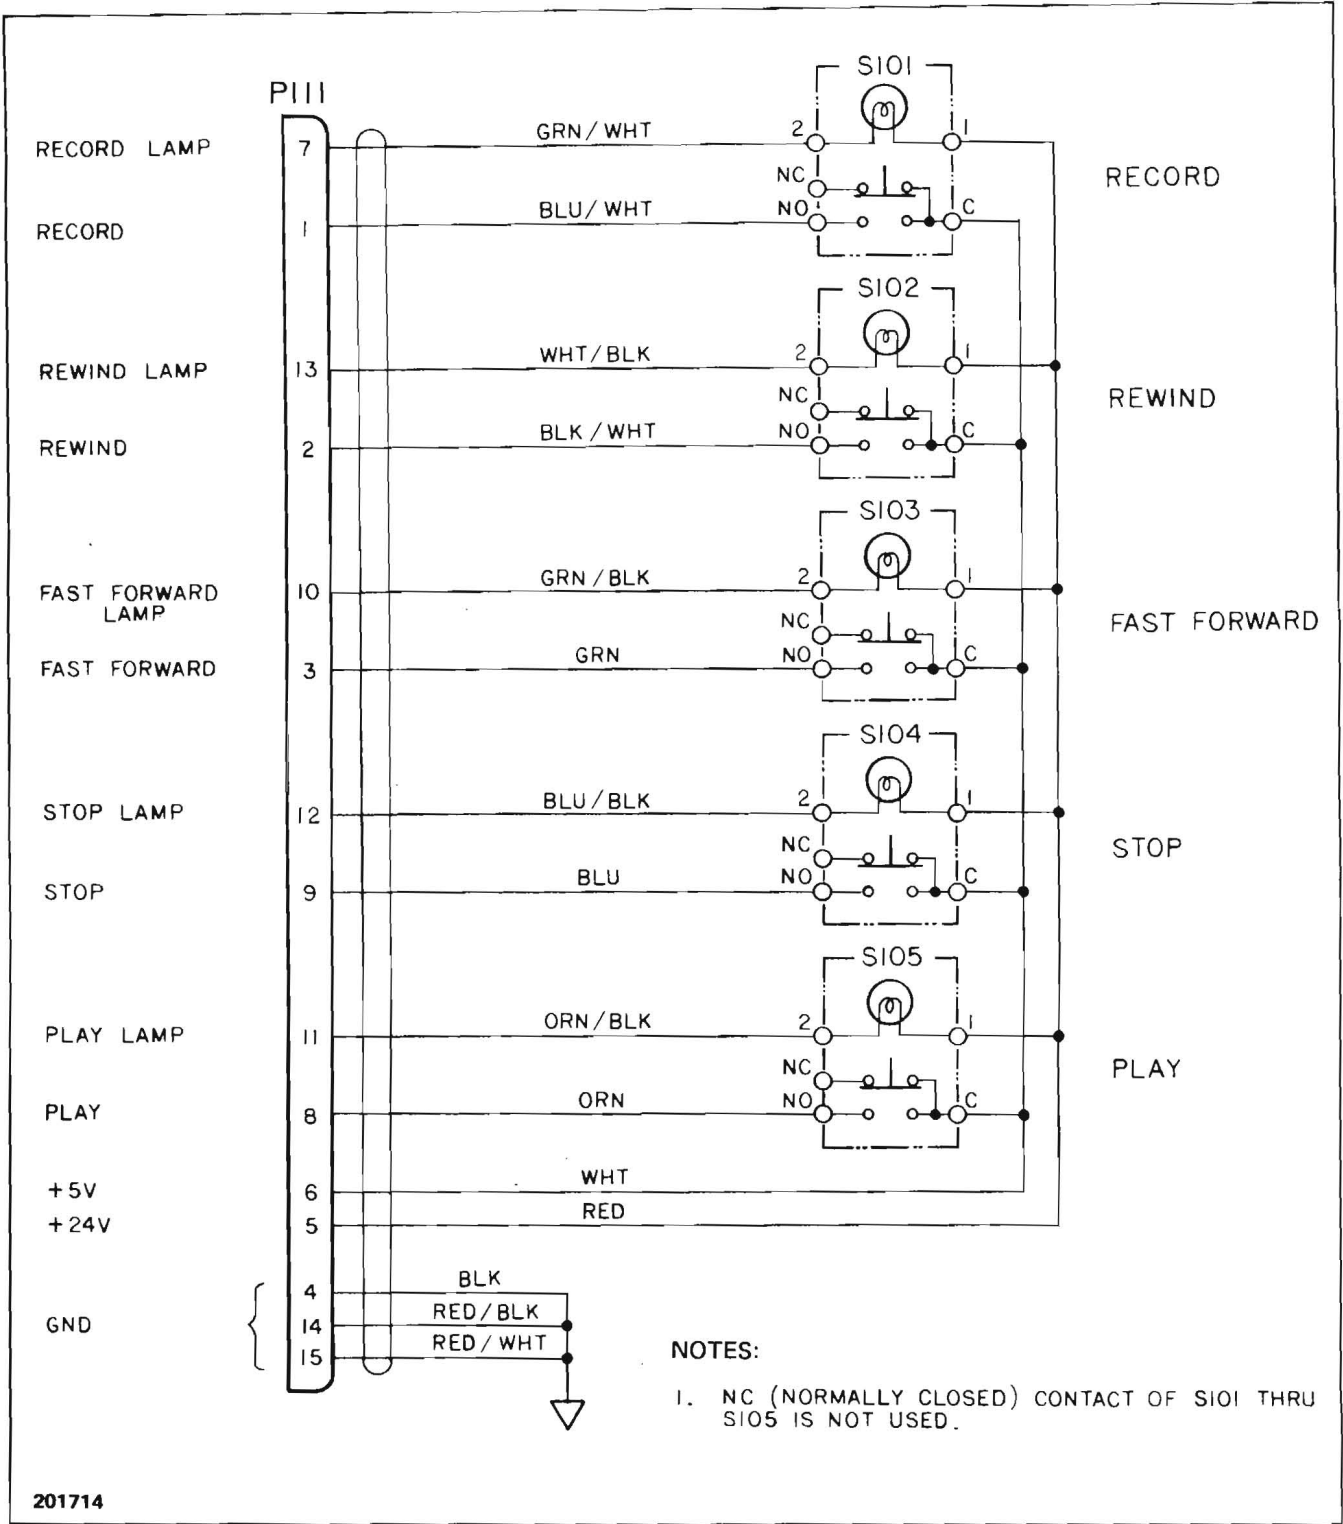 P111
RECORD LAMP 7 GRN/WHT
RECORD 1 BLU/WHT
S101
2 1
NC
NO C
RECORD
REWIND LAMP 13 WHT/BLK
REWIND 2 BLK/WHT
S102
2 1
NC
NO C
REWIND
FAST FORWARD
LAMP
10 GRN/BLK
FAST FORWARD 3 GRN
S103
2 1
NC
NO C
FAST FORWARD
STOP LAMP 12 BLU/BLK
STOP 9 BLU
S104
2 1
NC
NO C
STOP
PLAY LAMP 11 ORN/BLK
PLAY 8 ORN
S105
2 1
NC
NO C
PLAY
+5V 6 WHT
+24V 5 RED
GND
4 BLK
14 RED/BLK
15 RED/WHT
NOTES:
1. NC (NORMALLY CLOSED) CONTACT OF S101 THRU
S105 IS NOT USED.
201714